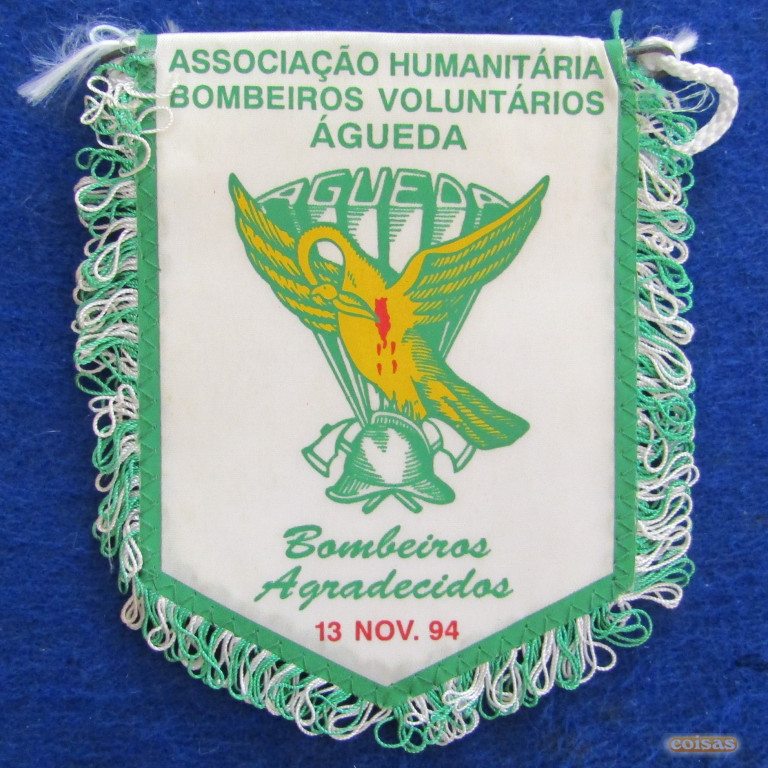 ASSOCIAÇÃO HUMANITÁRIA
BOMBEIROS VOLUNTÁRIOS
ÁGUEDA
AGUEDA
Bombeiros
Agradecidos
13 NOV. 94
coisas